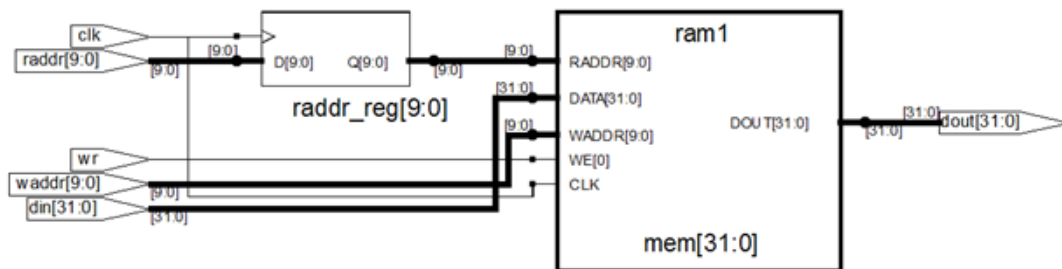 clk
raddr[9:0]
[9:0]
[9:0]
D[9:0]
Q[9:0]
[9:0]
raddr_reg[9:0]
wr
waddr[9:0]
[9:0]
din[31:0]
[31:0]
ram1
[9:0]
RADDR[9:0]
[31:0]
DATA[31:0]
[9:0]
WADDR[9:0]
WE[0]
CLK
DOUT[31:0]
mem[31:0]
[31:0]
[31:0]
dout[31:0]